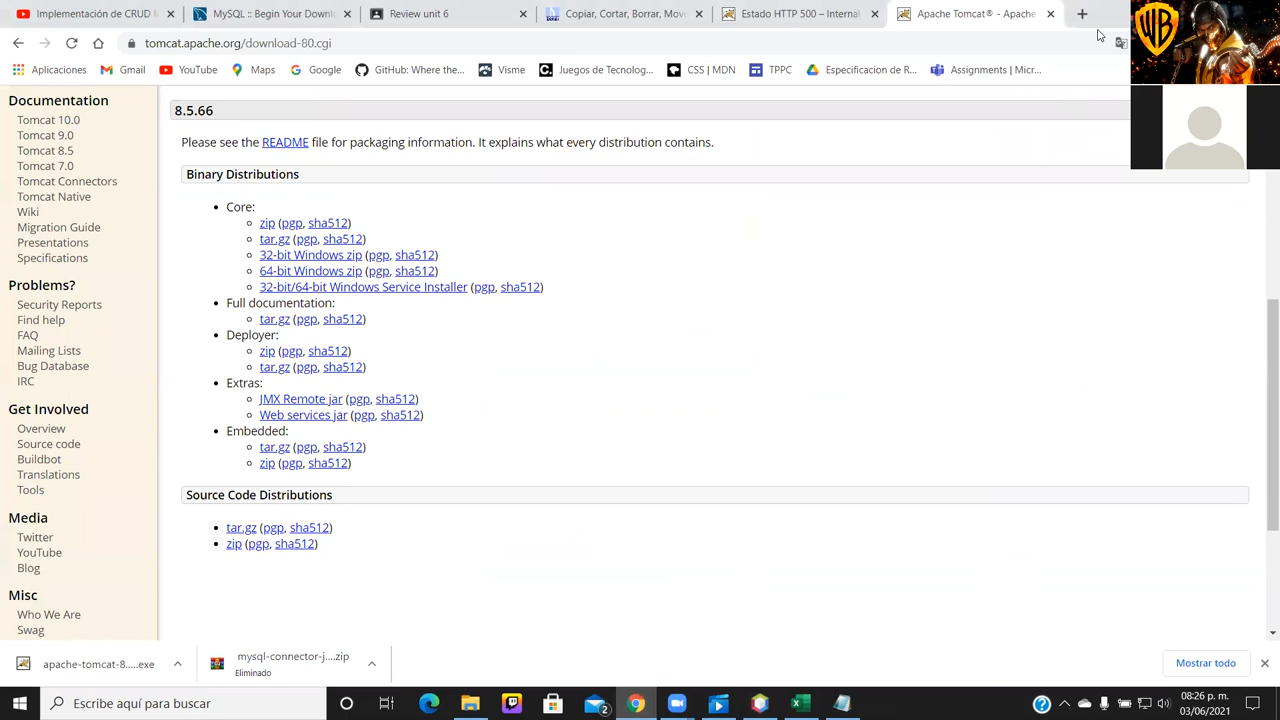 Implementación de CRUD M
MySQL :: Begin Your Downl
Review unit
Copiar, Cortar, Borrar, Mover
Estado HTTP 500 – Internal
Apache Tomcat® - Apache
tomcat.apache.org/download-80.cgi
Aplicaciones
Gmail
YouTube
Maps
Google
GitHub: Where the...
Visme
Juegos de Tecnolog...
CSS | MDN
TPPC
Especificacion de R...
Assignments | Micr...
WB
Documentation
Tomcat 10.0
Tomcat 9.0
Tomcat 8.5
Tomcat 7.0
Tomcat Connectors
Tomcat Native
Wiki
Migration Guide
Presentations
Specifications
Problems?
Security Reports
Find help
FAQ
Mailing Lists
Bug Database
IRC
Get Involved
Overview
Source code
Buildbot
Translations
Tools
Media
Twitter
YouTube
Blog
Misc
Who We Are
Swag
8.5.66
Please see the README file for packaging information. It explains what every distribution contains.
Binary Distributions
Core:
zip (pgp, sha512)
tar.gz (pgp, sha512)
32-bit Windows zip (pgp, sha512)
64-bit Windows zip (pgp, sha512)
32-bit/64-bit Windows Service Installer (pgp, sha512)
Full documentation:
tar.gz (pgp, sha512)
Deployer:
zip (pgp, sha512)
tar.gz (pgp, sha512)
Extras:
JMX Remote jar (pgp, sha512)
Web services jar (pgp, sha512)
Embedded:
tar.gz (pgp, sha512)
zip (pgp, sha512)
Source Code Distributions
tar.gz (pgp, sha512)
zip (pgp, sha512)
apache-tomcat-8.....exe
mysql-connector-j....zip
Eliminado
Mostrar todo
Escribe aquí para buscar
2
08:26 p. m.
03/06/2021